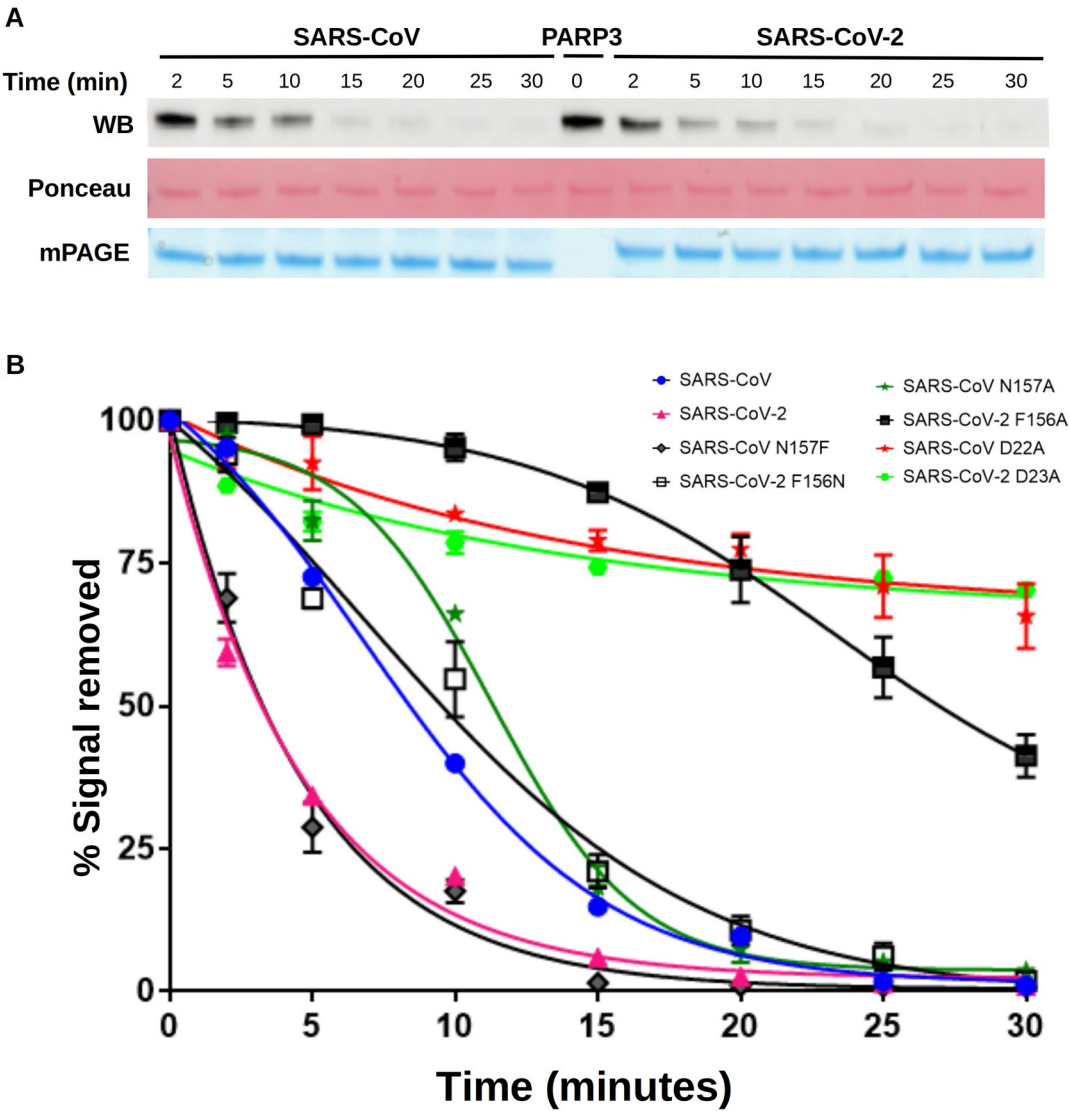 A
SARS-CoV PARP3 SARS-CoV-2
Time (min) 2 5 10 15 20 25 30 0 2 5 10 15 20 25 30
WB
Ponceau
mPAGE
B
SARS-CoV
SARS-CoV-2
SARS-CoV N157F
SARS-CoV-2 F156N
SARS-CoV N157A
SARS-CoV-2 F156A
SARS-CoV D22A
SARS-CoV-2 D23A
% Signal removed
100
75
50
25
0
0 5 10 15 20 25 30
Time (minutes)